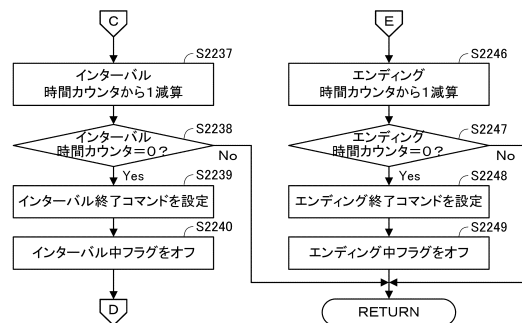 C
S2237
インターバル
時間カウンタから1減算
S2238
インターバル
時間カウンタ=0?
No
Yes
S2239
インターバル終了コマンドを設定
S2240
インターバル中フラグをオフ
D
E
S2246
エンディング
時間カウンタから1減算
S2247
エンディング
時間カウンタ=0?
No
Yes
S2248
エンディング終了コマンドを設定
S2249
エンディング中フラグをオフ
RETURN